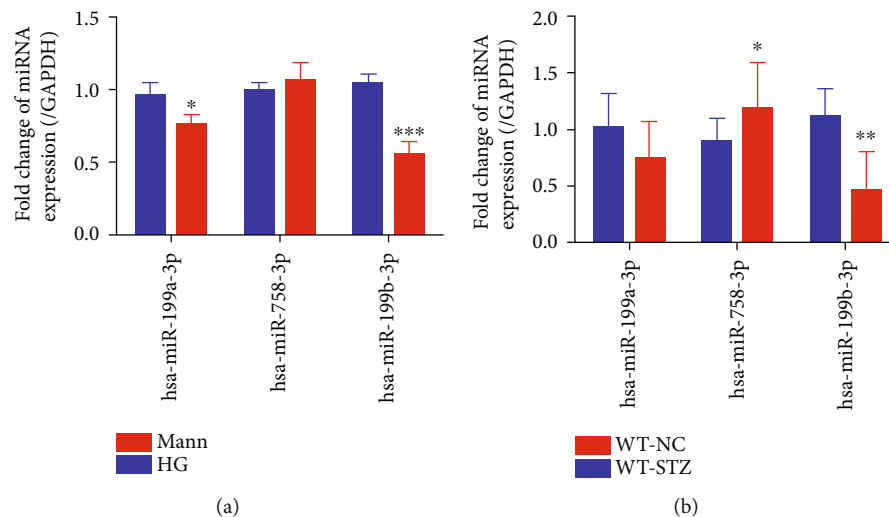 Fold change of miRNA
expression (/GAPDH)
1.5
1.0
0.5
0.0
*
***
hsa-miR-199a-3p
hsa-miR-758-3p
hsa-miR-199b-3p
Mann
HG
(a)
Fold change of miRNA
expression (/GAPDH)
2.0
1.5
1.0
0.5
0.0
*
**
hsa-miR-199a-3p
hsa-miR-758-3p
hsa-miR-199b-3p
WT-NC
WT-STZ
(b)